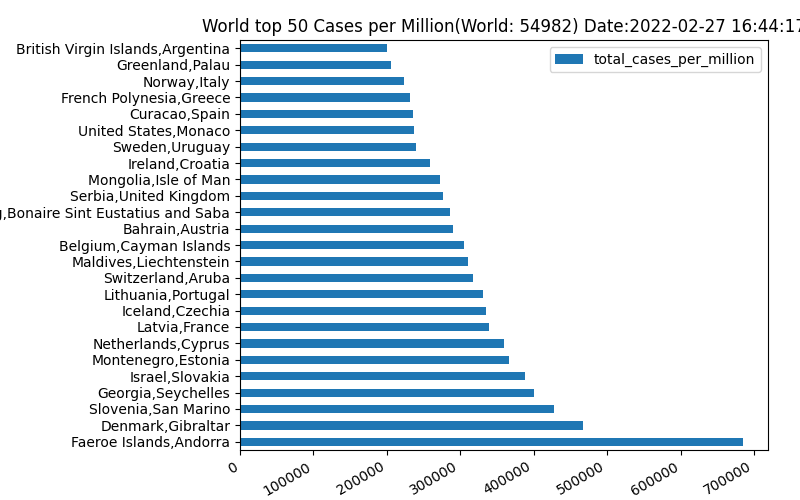 World top 50 Cases per Million(World: 54982) Date:2022-02-27 16:44:17
total_cases_per_million
British Virgin Islands,Argentina
Greenland,Palau
Norway,Italy
French Polynesia,Greece
Curacao,Spain
United States,Monaco
Sweden,Uruguay
Ireland,Croatia
Mongolia,Isle of Man
Serbia,United Kingdom
,Bonaire Sint Eustatius and Saba
Bahrain,Austria
Belgium,Cayman Islands
Maldives,Liechtenstein
Switzerland,Aruba
Lithuania,Portugal
Iceland,Czechia
Latvia,France
Netherlands,Cyprus
Montenegro,Estonia
Israel,Slovakia
Georgia,Seychelles
Slovenia,San Marino
Denmark,Gibraltar
Faeroe Islands,Andorra
0 100000 200000 300000 400000 500000 600000 700000